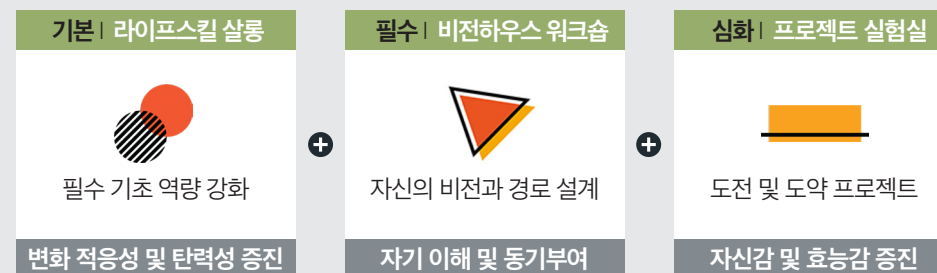 기본 | 라이프스킬 살롱
필수 기초 역량 강화
변화 적응성 및 탄력성 증진
필수 | 비전하우스 워크숍
자신의 비전과 경로 설계
자기 이해 및 동기부여
심화 | 프로젝트 실험실
도전 및 도약 프로젝트
자신감 및 효능감 증진